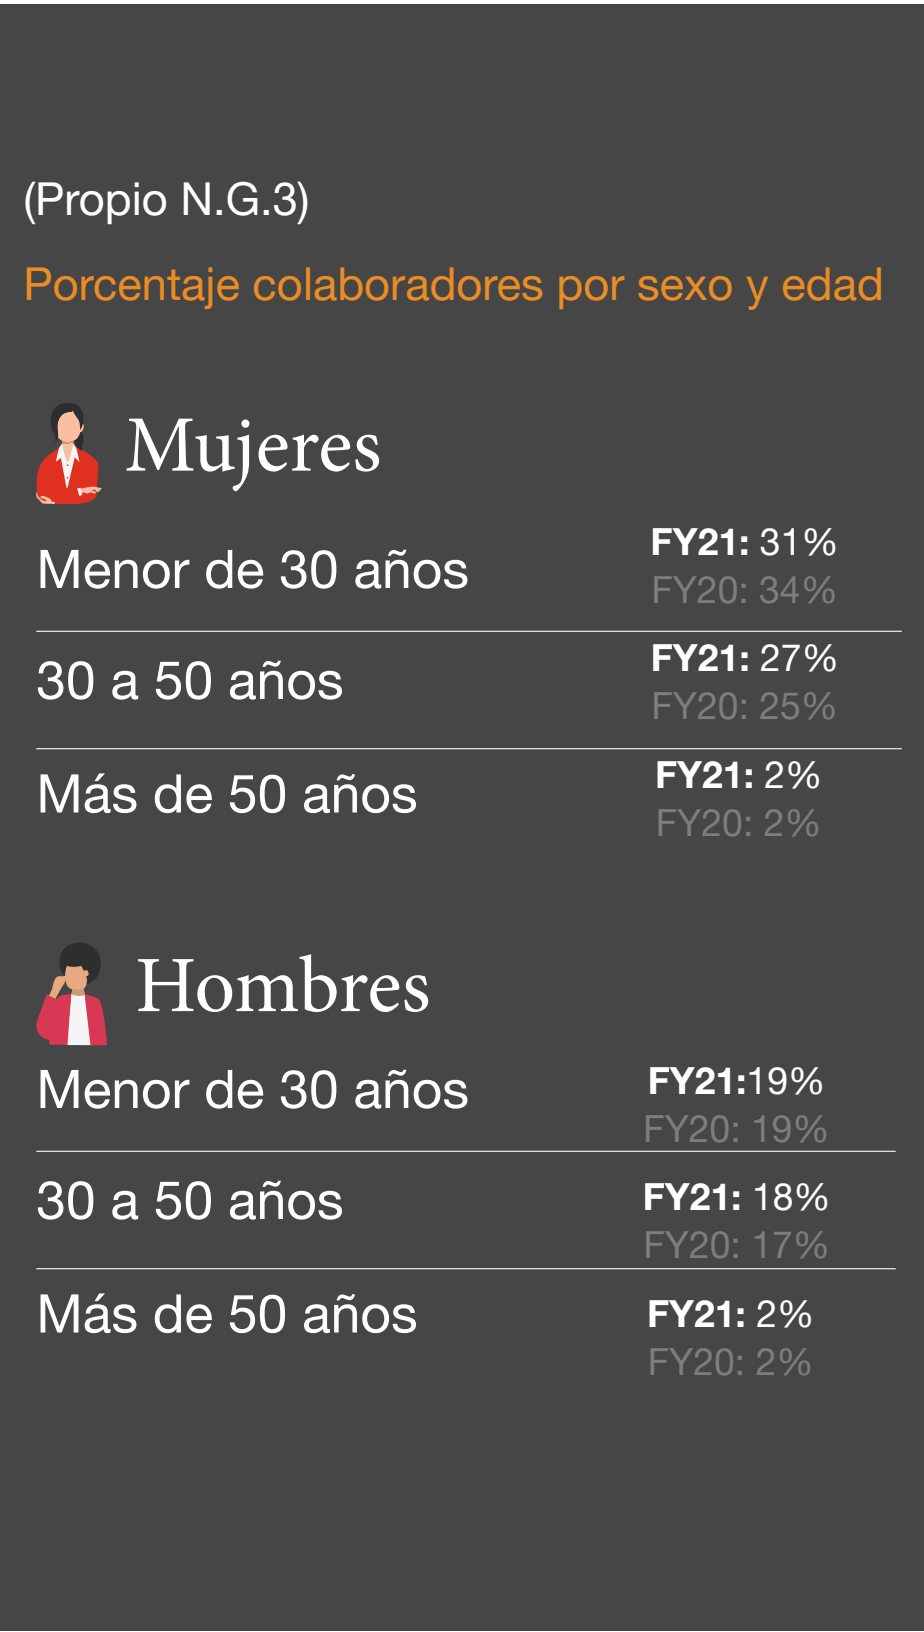 (Propio N.G.3)
Porcentaje colaboradores por sexo y edad
Mujeres
Menor de 30 años
FY21: 31%
FY20: 34%
30 a 50 años
FY21: 27%
FY20: 25%
Más de 50 años
FY21: 2%
FY20: 2%
Hombres
Menor de 30 años
FY21:19%
FY20: 19%
30 a 50 años
FY21: 18%
FY20: 17%
Más de 50 años
FY21: 2%
FY20: 2%